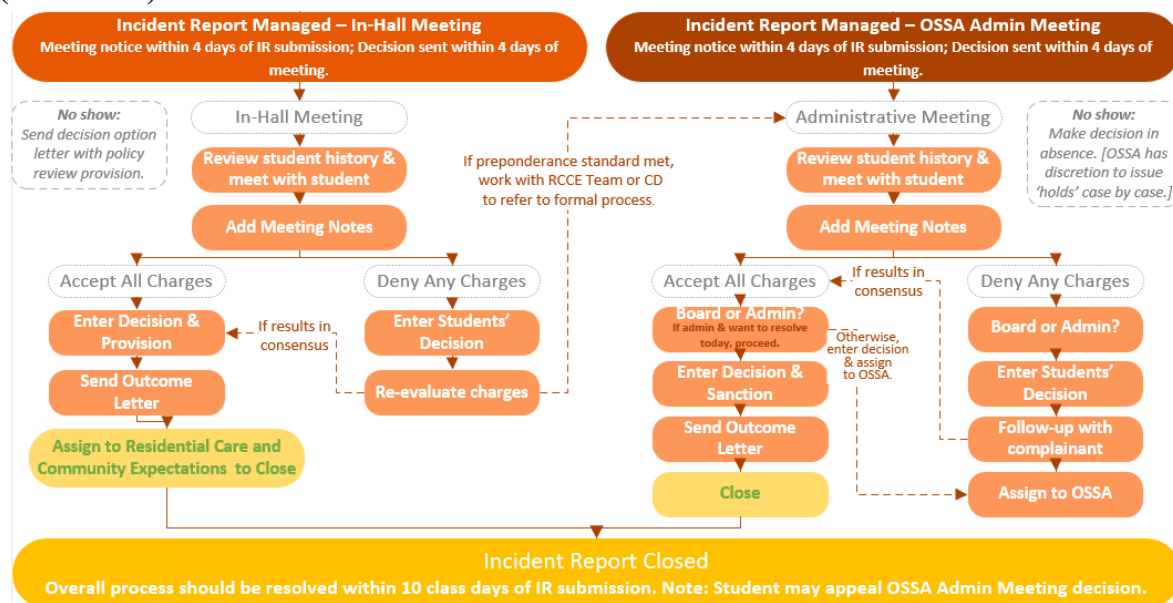 Incident Report Managed – In-Hall Meeting
Meeting notice within 4 days of IR submission; Decision sent within 4 days of
meeting.
No show:
Send decision option
letter with policy
review provision.
In-Hall Meeting
Review student history &
meet with student
Add Meeting Notes
Accept All Charges
Deny Any Charges
Enter Decision &
Provision
If results in
consensus
Enter Students’
Decision
Send Outcome
Letter
Re-evaluate charges
Assign to Residential Care and
Community Expectations to Close
If preponderance standard met,
work with RCCE Team or CD
to refer to formal process.
Incident Report Managed – OSSA Admin Meeting
Meeting notice within 4 days of IR submission; Decision sent within 4 days of
meeting.
Administrative Meeting
No show:
Make decision in
absence. [OSSA has
discretion to issue
‘holds’ case by case.]
Review student history &
meet with student
Add Meeting Notes
Accept All Charges
If results in
consensus
Deny Any Charges
Board or Admin?
If admin & want to resolve
today, proceed.
Otherwise,
enter decision
& assign
to OSSA.
Board or Admin?
Enter Decision &
Sanction
Enter Students’
Decision
Send Outcome
Letter
Follow-up with
complainant
Close
Assign to OSSA
Incident Report Closed
Overall process should be resolved within 10 class days of IR submission. Note: Student may appeal OSSA Admin Meeting decision.